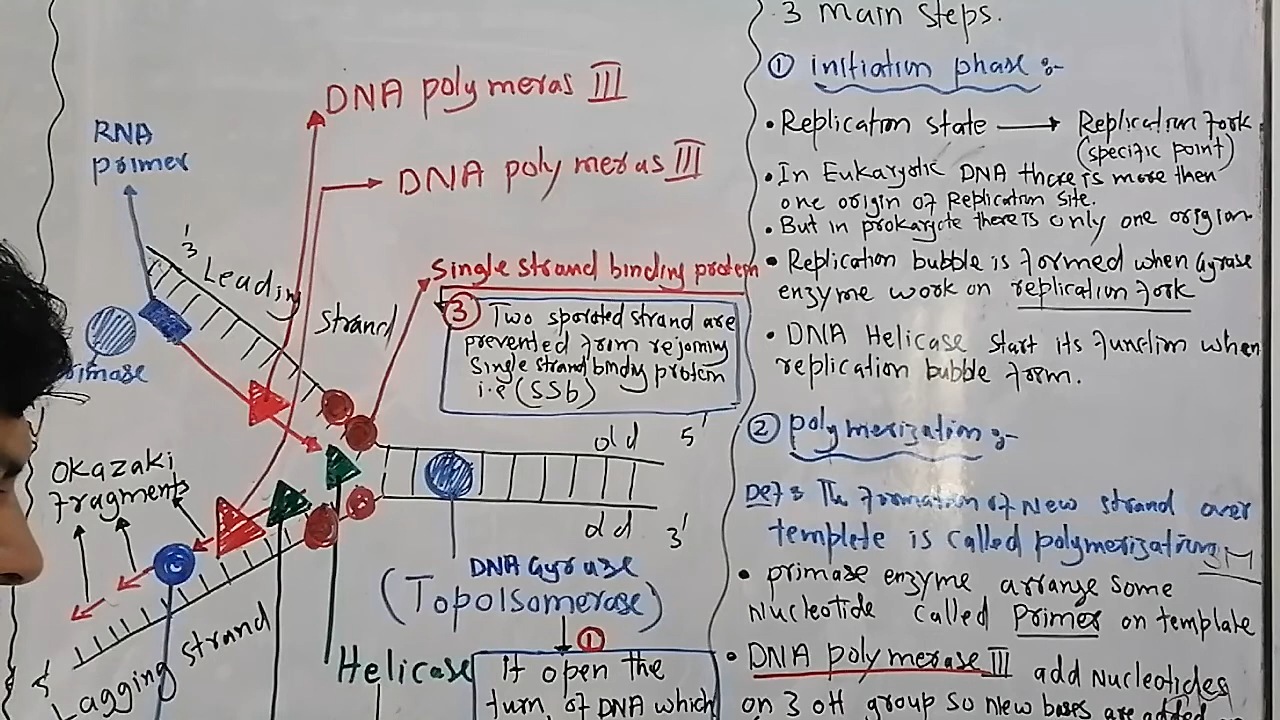 DNA polymeras III
RNA
primer
DNA polymeras III
3'
Leading
strand
Single strand binding protein
③ Two sporated strand are
prevented from rejoining
Single strand binding protein
i.e (SSb)
imase
old 5'
Okazaki
fragments
old 3'
DNA Gyrase
(TopoIsomerase)
①
Lagging strand
Helicase
It open the
turn of DNA which
3 main steps.
① initiation phase :-
• Replication state → Replication fork
(specific point)
• In Eukaryotic DNA there is more then
one origin of Replication site.
• But in prokaryote there is only one origion
• Replication bubble is formed when Gyrase
enzyme work on replication fork
• DNA Helicase start its function when
replication bubble form.
② polymerization :-
Def : The formation of New strand over
templete is called polymerization
• primase enzyme arrange some
Nucleotide called Primer on template
• DNA polymerase III add Nucleotides
on 3 oH group so new bases are added